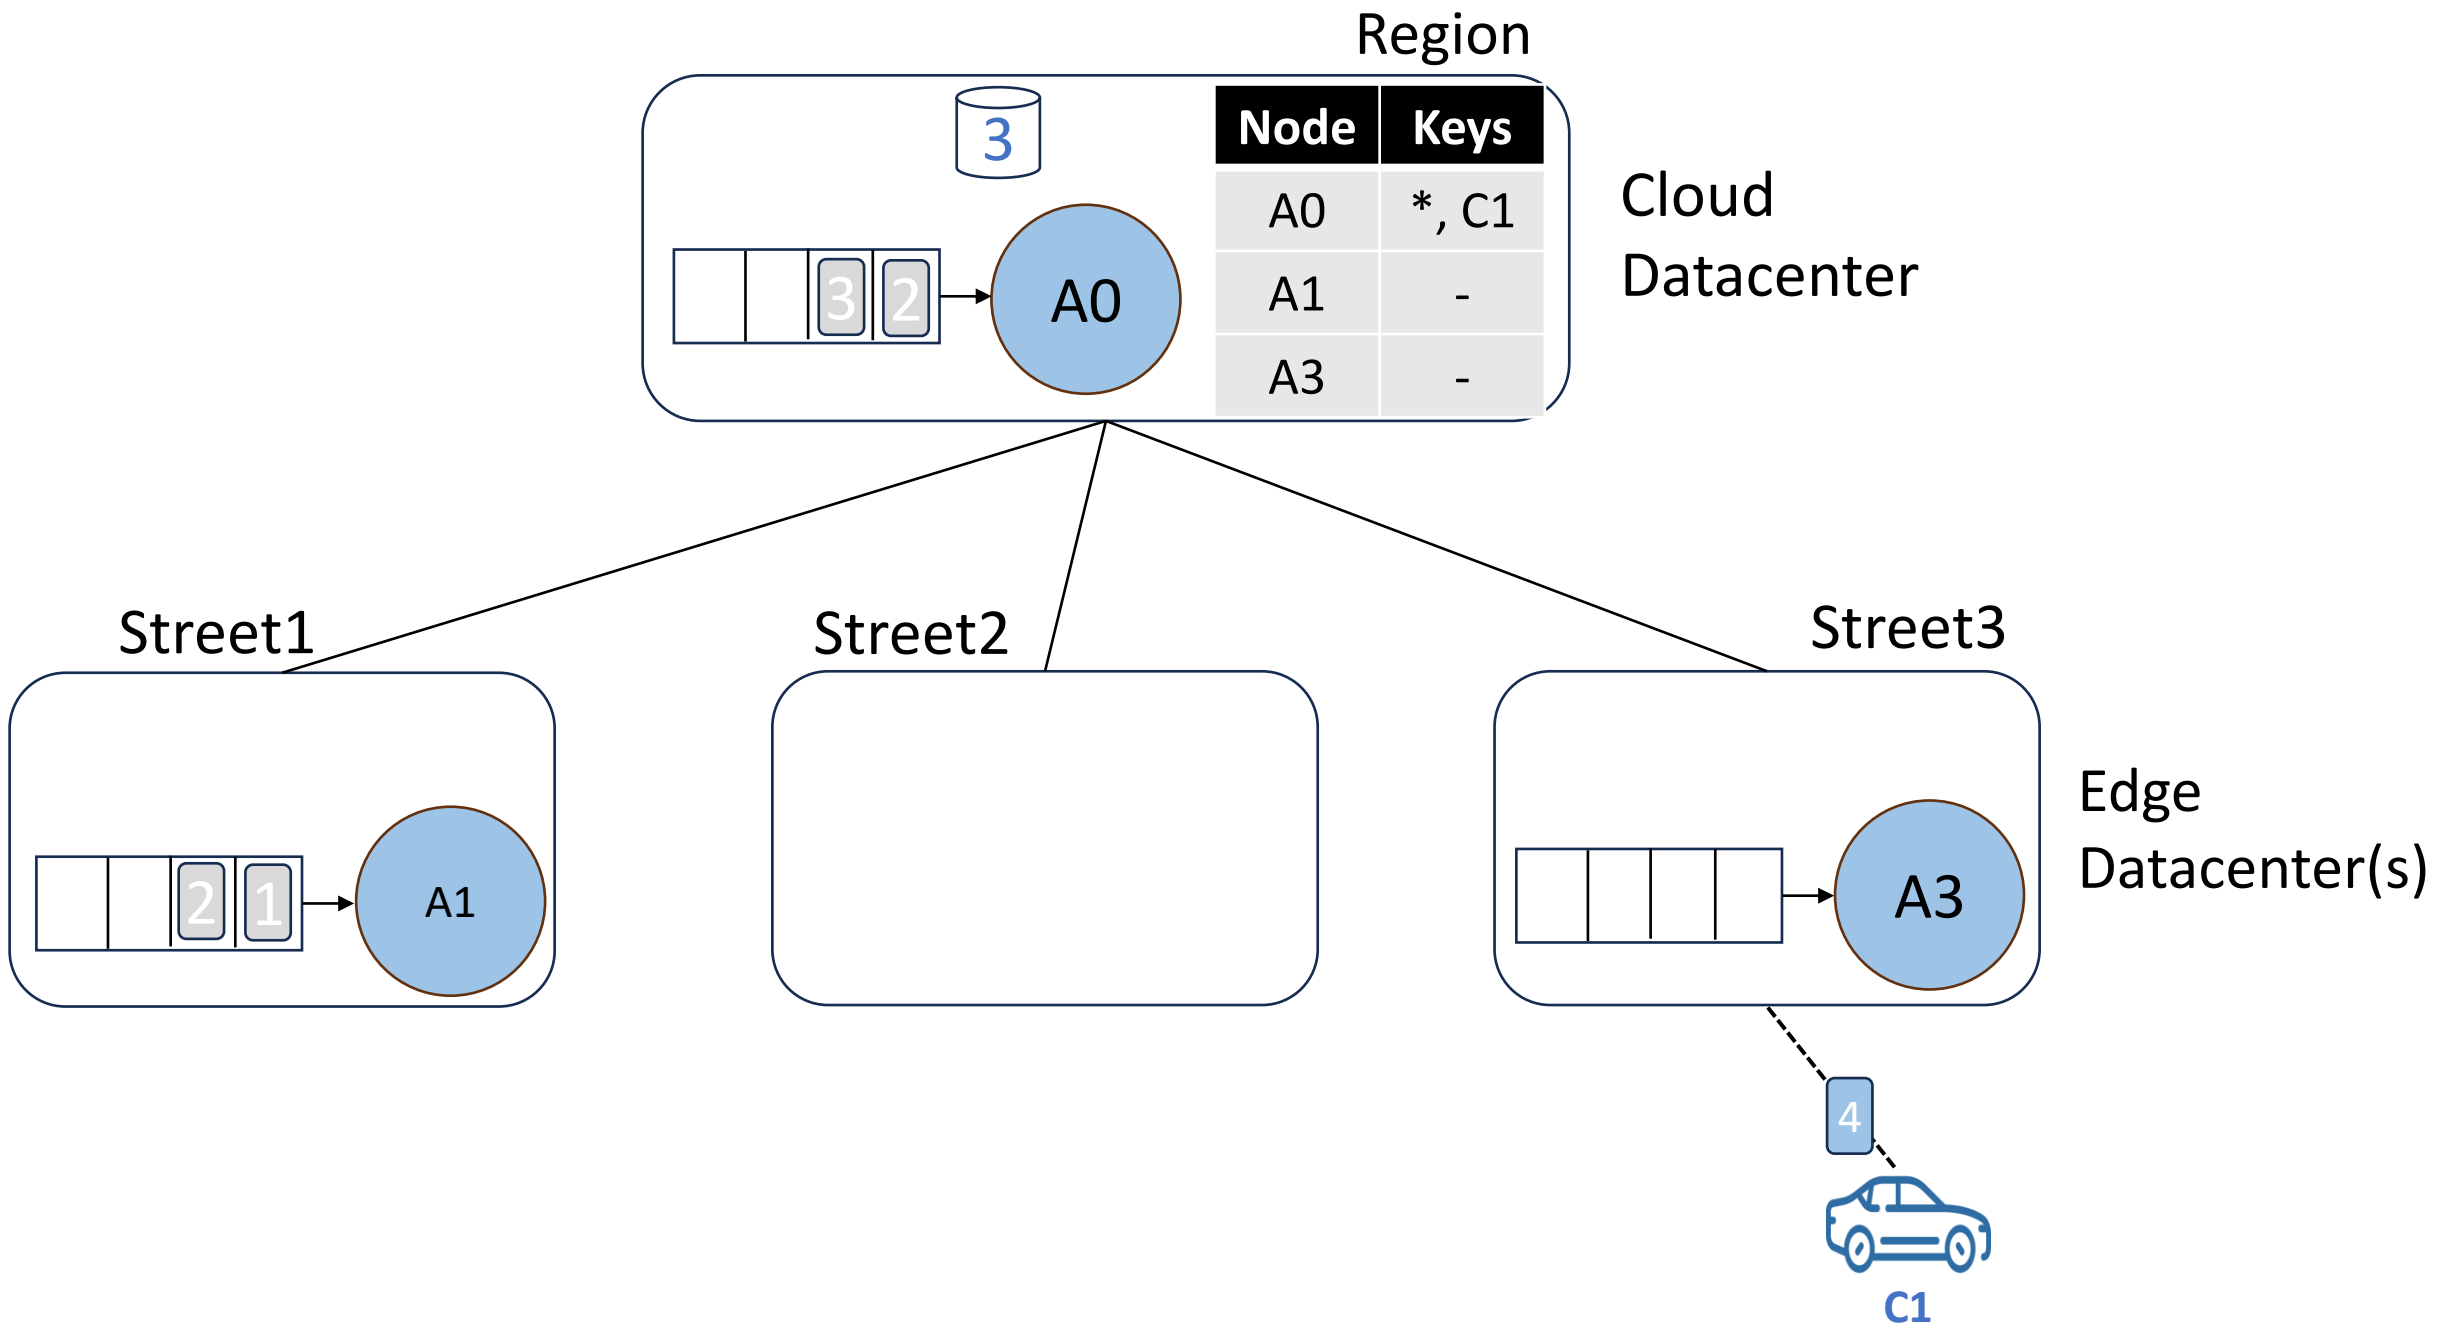 Region
3
Node Keys
A0 *, C1
A1 -
A3 -
3 2
A0
Cloud
Datacenter
Street1
Street2
Street3
2 1
A1
A3
Edge
Datacenter(s)
4
C1